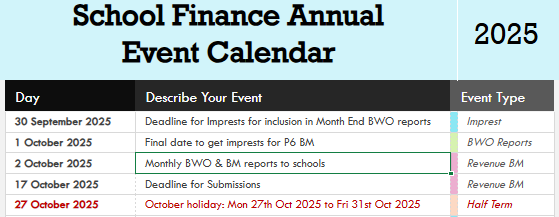 School Finance Annual
Event Calendar
2025
Day Describe Your Event Event Type
30 September 2025 Deadline for Imprests for inclusion in Month End BWO reports Imprest
1 October 2025 Final date to get imprests for P6 BM BWO Reports
2 October 2025 Monthly BWO & BM reports to schools Revenue BM
17 October 2025 Deadline for Submissions Revenue BM
27 October 2025 October holiday: Mon 27th Oct 2025 to Fri 31st Oct 2025 Half Term